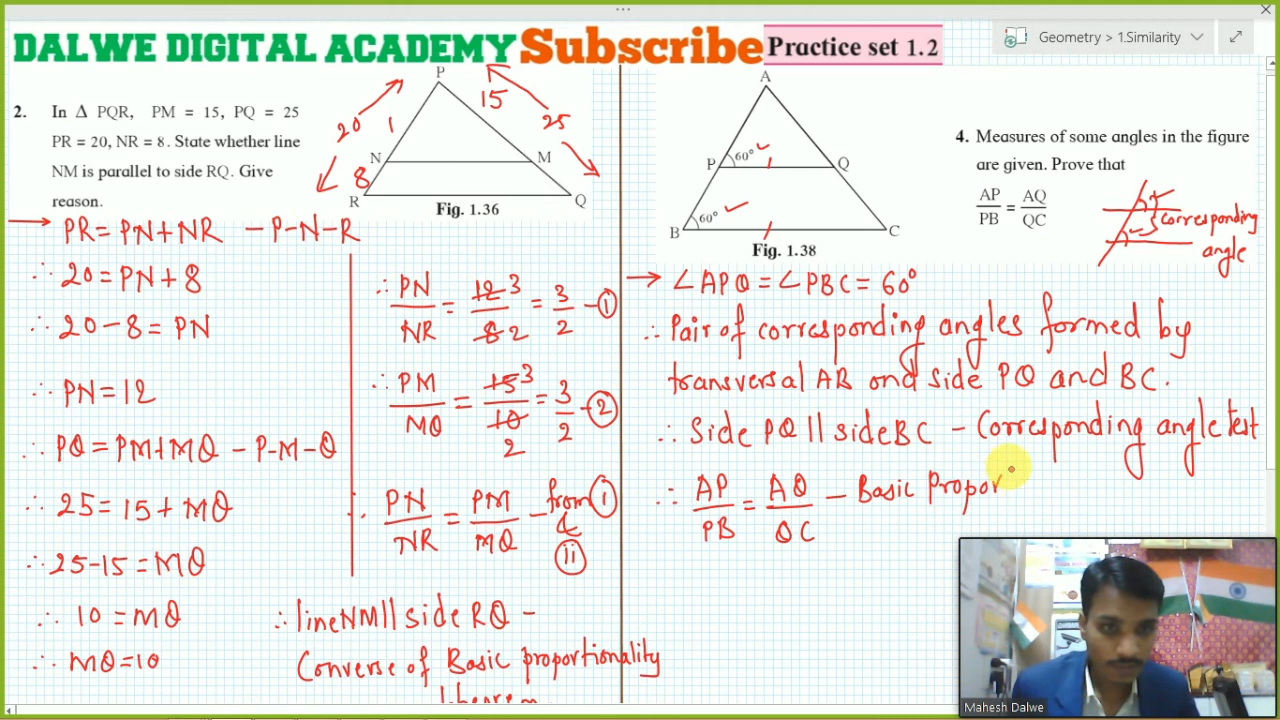 DALWE DIGITAL ACADEMY Subscribe Practice set 1.2
Geometry > 1.Similarity
2. In Δ PQR, PM = 15, PQ = 25
PR = 20, NR = 8. State whether line
NM is parallel to side RQ. Give
reason.
P
15
20
25
N
M
8
R
Q
Fig. 1.36
→ PR = PN + NR - P-N-R
∴ 20 = PN + 8
∴ 20 - 8 = PN
∴ PN = 12
∴ PQ = PM + MQ - P-M-Q
∴ 25 = 15 + MQ
∴ 25 - 15 = MQ
∴ 10 = MQ
∴ MQ = 10
∴ PN/NR = 12/8 = 3/2 - ①
∴ PM/MQ = 15/10 = 3/2 - ②
∴ PN/NR = PM/MQ - from ① & ⅱ
∴ line NM || side RQ -
Converse of Basic proportionality
theorem
A
P 60° Q
B 60° C
Fig. 1.38
4. Measures of some angles in the figure
are given. Prove that
AP/PB = AQ/QC
corresponding
angle
→ ∠APQ = ∠PBC = 60°
∴ Pair of corresponding angles formed by
transversal AB and side PQ and BC.
∴ Side PQ || side BC - Corresponding angle test
∴ AP/PB = AQ/QC - Basic Propor
Mahesh Dalwe